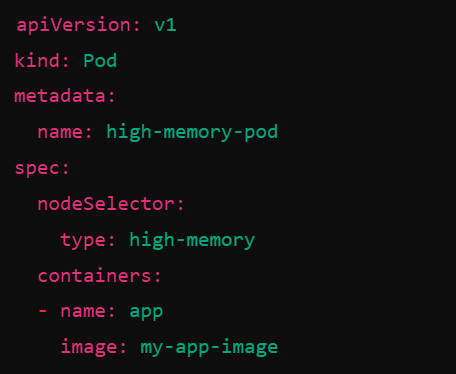 apiVersion: v1
kind: Pod
metadata:
  name: high-memory-pod
spec:
  nodeSelector:
    type: high-memory
  containers:
  - name: app
    image: my-app-image